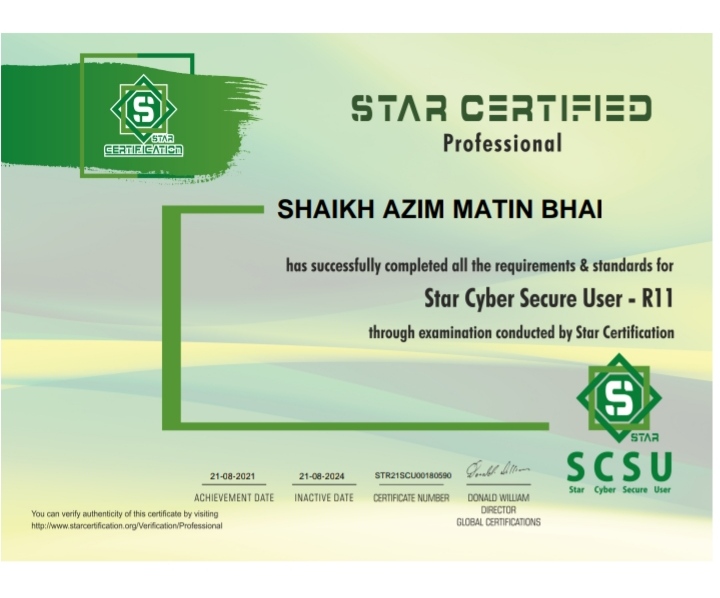 S
STAR
CERTIFICATION
STAR CERTIFIED
Professional
SHAIKH AZIM MATIN BHAI
has successfully completed all the requirements & standards for
Star Cyber Secure User - R11
through examination conducted by Star Certification
S
STAR
SCSU
Star Cyber Secure User
21-08-2021 21-08-2024 STR21SCU00180590 Donald William
ACHIEVEMENT DATE INACTIVE DATE CERTIFICATE NUMBER DONALD WILLIAM
DIRECTOR
GLOBAL CERTIFICATIONS
You can verify authenticity of this certificate by visiting
http://www.starcertification.org/Verification/Professional